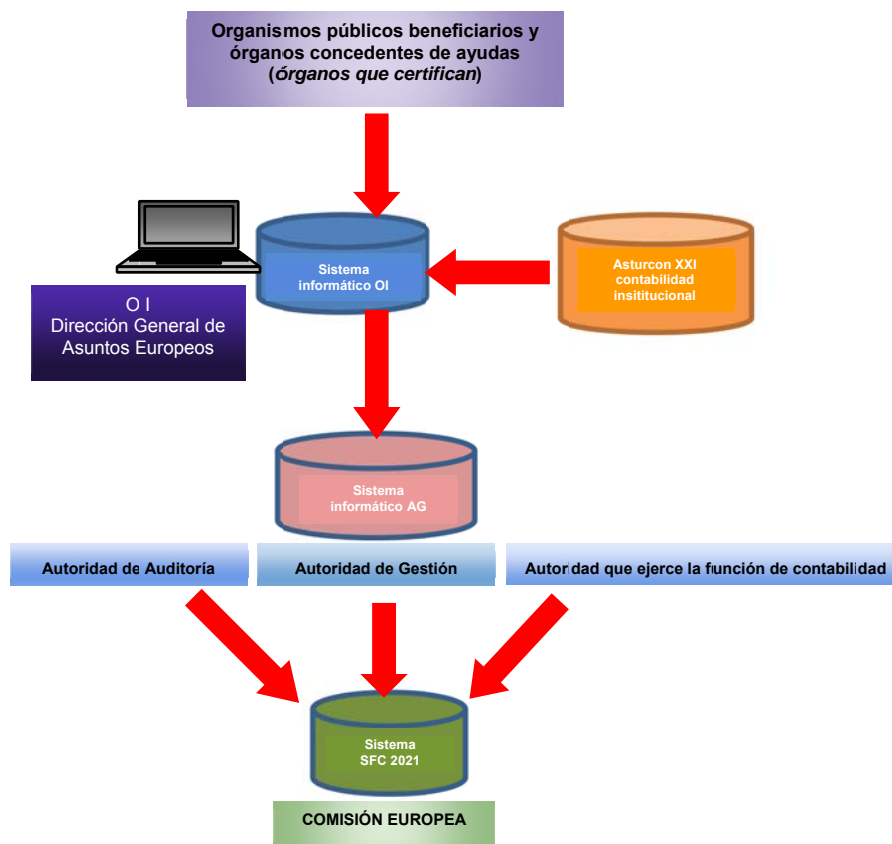 Organismos públicos beneficiarios y
órganos concedentes de ayudas
(órganos que certifican)
Sistema
informático OI
Asturcon XXI
contabilidad
insititucional
O I
Dirección General de
Asuntos Europeos
Sistema
informático AG
Autoridad de Auditoría
Autoridad de Gestión
Autoridad que ejerce la función de contabilidad
Sistema
SFC 2021
COMISIÓN EUROPEA